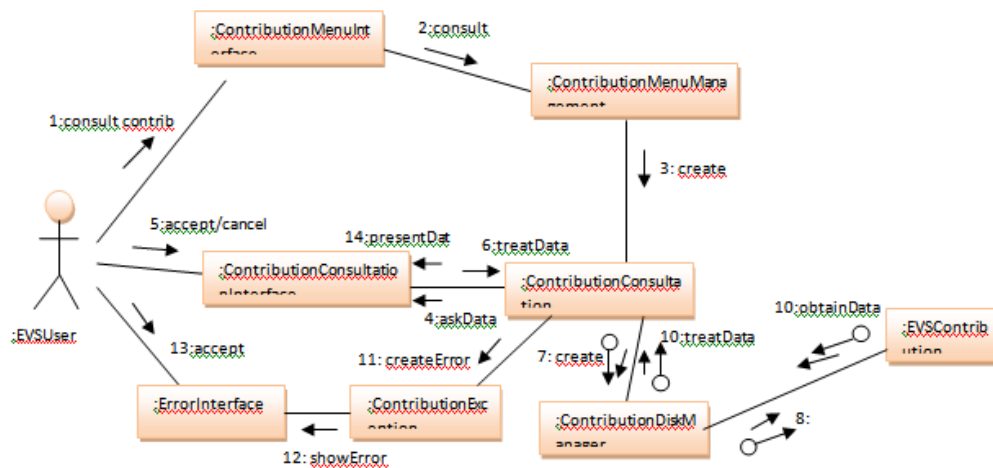 :ContributionMenuInt
erface
2:consult
:ContributionMenuMana
gement
1:consult contrib
3: create
5:accept/cancel
14:presentDat
6:treatData
:ContributionConsultatio
nInterface
:ContributionConsulta
tion
:EVSUser
4:askData
10:obtainData
:EVSContrib
ution
13:accept
11: createError
7: create
10:treatData
:ErrorInterface
:ContributionExc
eption
:ContributionDiskM
anager
8:
12: showError